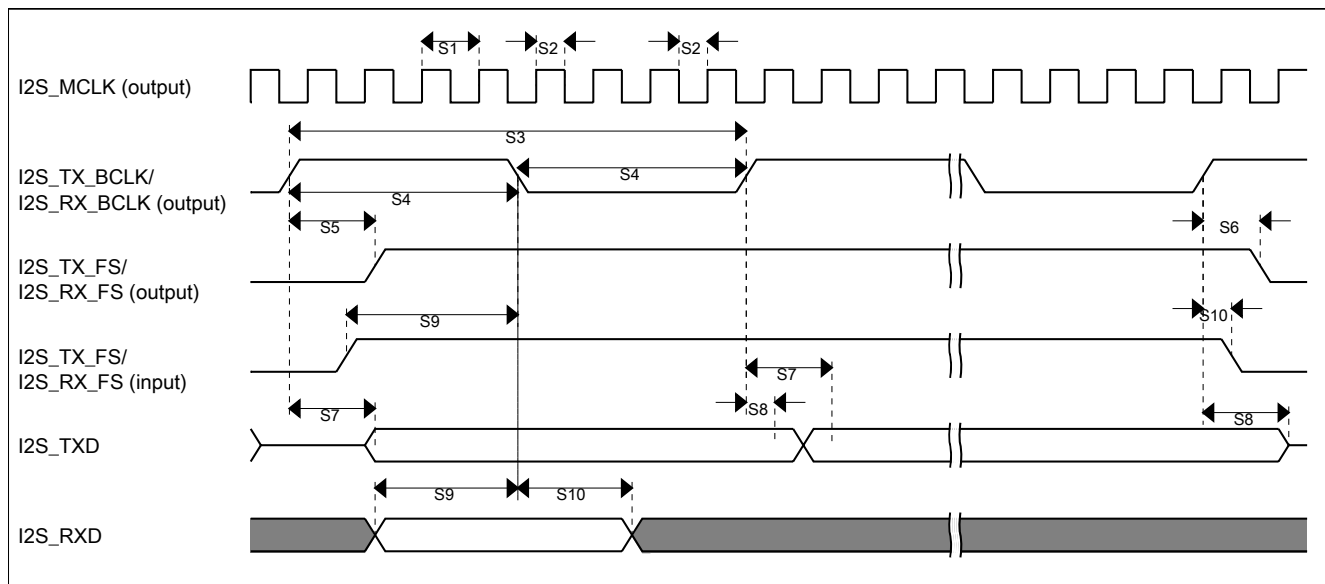 S1
S2
S2
I2S_MCLK (output)
S3
I2S_TX_BCLK/
I2S_RX_BCLK (output)
S4
S4
S5
S6
I2S_TX_FS/
I2S_RX_FS (output)
S9
S10
I2S_TX_FS/
I2S_RX_FS (input)
S7
S7
S8
S8
I2S_TXD
S9
S10
I2S_RXD